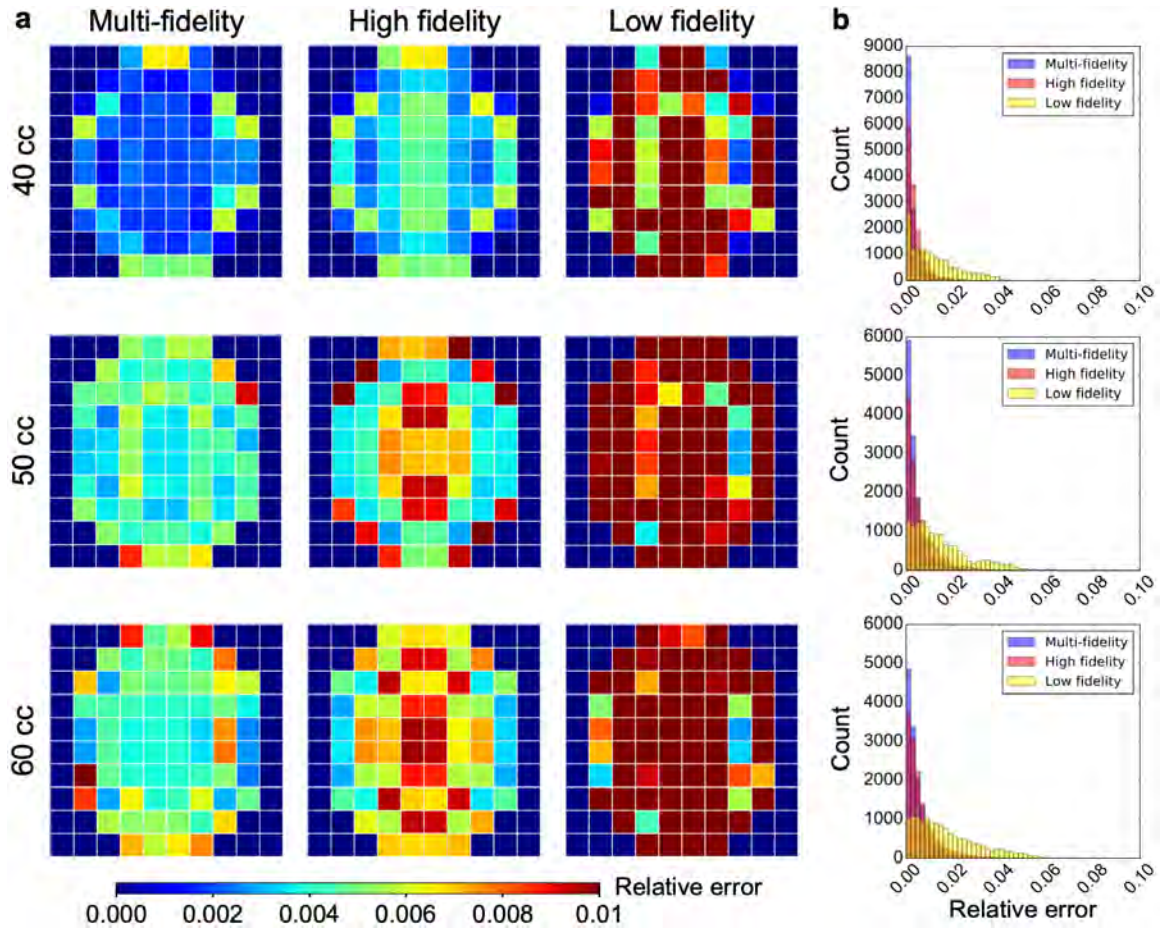 a
Multi-fidelity
High fidelity
Low fidelity
40 cc
50 cc
60 cc
0.000
0.002
0.004
0.006
0.008
0.01
Relative error
b
9000
8000
7000
6000
5000
4000
3000
2000
1000
0
Count
Multi-fidelity
High fidelity
Low fidelity
0.00
0.02
0.04
0.06
0.08
0.10
6000
5000
4000
3000
2000
1000
0
Count
Multi-fidelity
High fidelity
Low fidelity
0.00
0.02
0.04
0.06
0.08
0.10
6000
5000
4000
3000
2000
1000
0
Count
Multi-fidelity
High fidelity
Low fidelity
0.00
0.02
0.04
0.06
0.08
0.10
Relative error